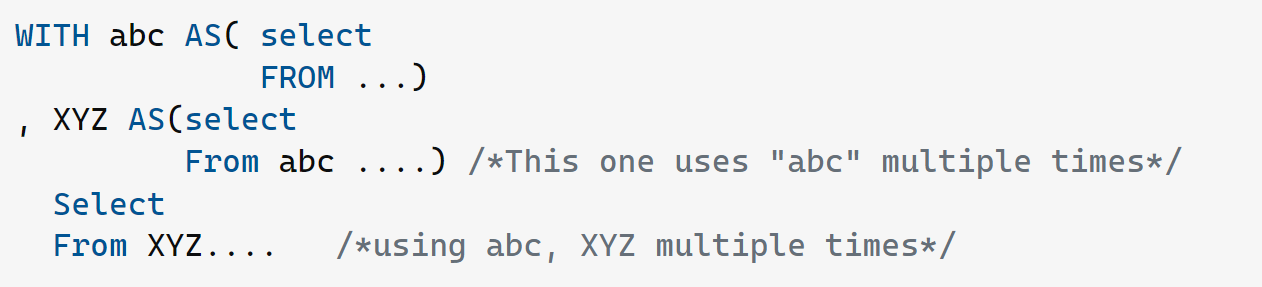 WITH abc AS( select
FROM ...)
, XYZ AS(select
From abc ....) /*This one uses "abc" multiple times*/
Select
From XYZ.... /*using abc, XYZ multiple times*/